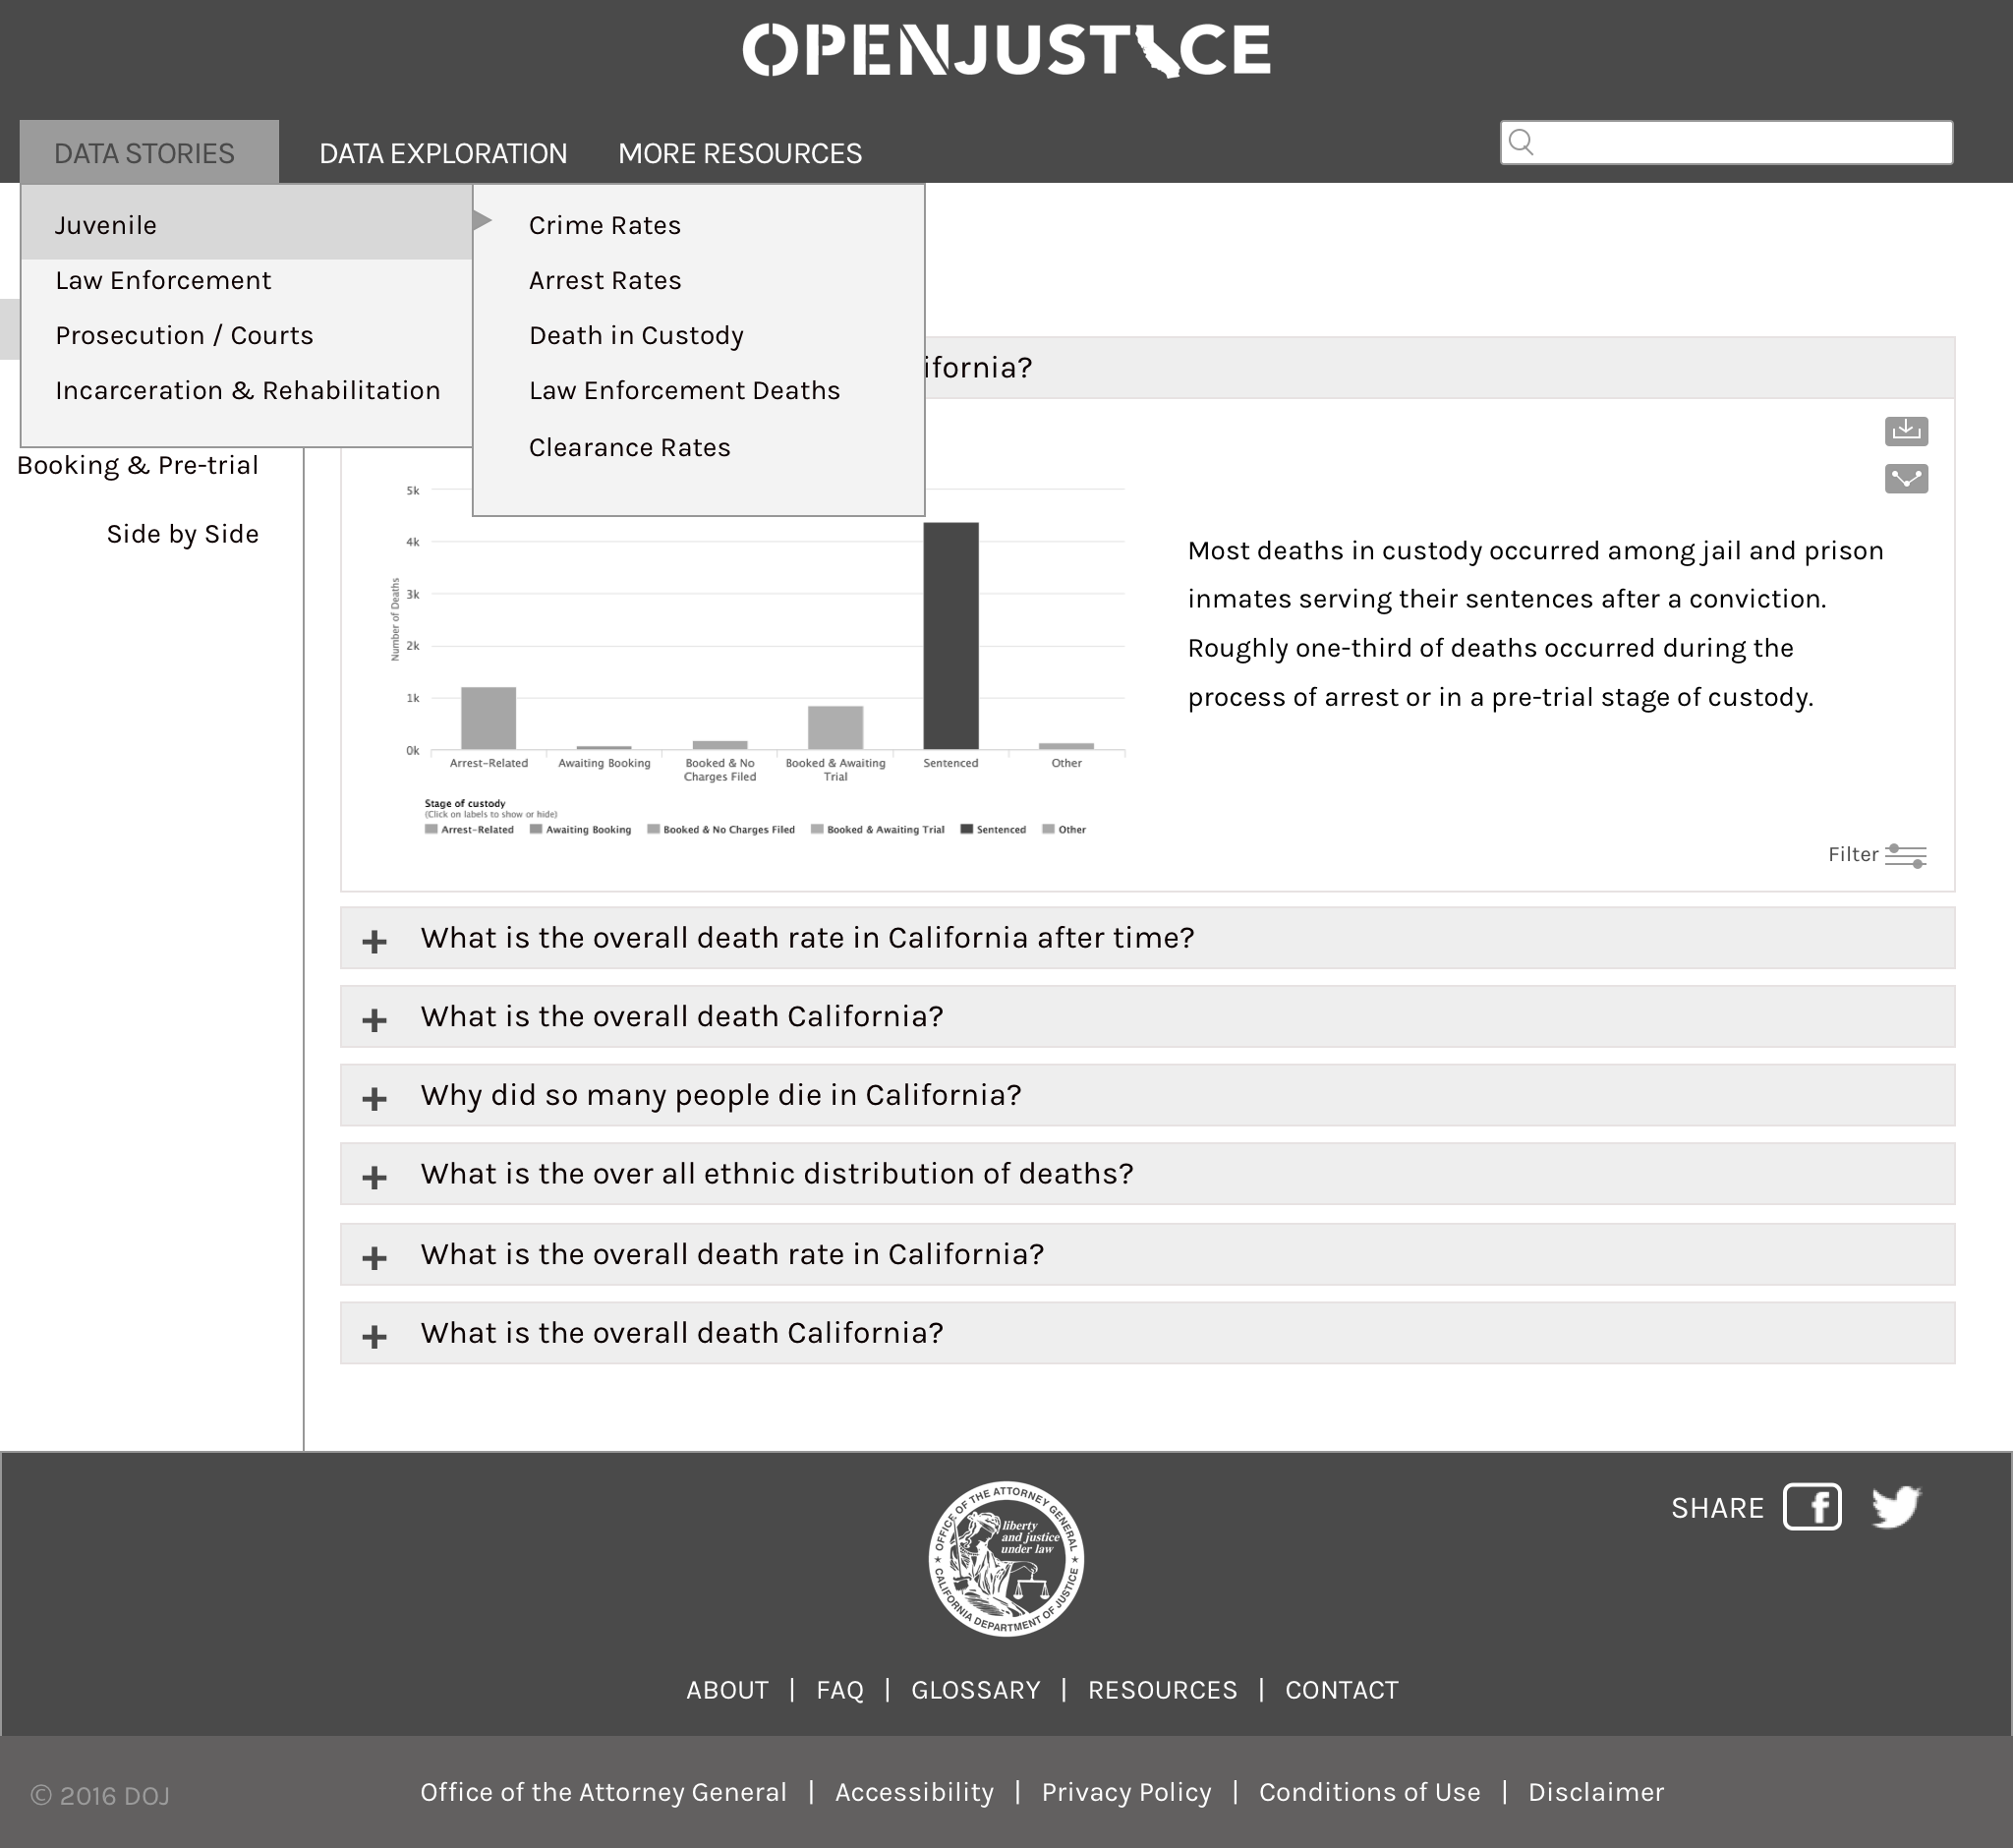 OPENJUSTICE
DATA STORIES
DATA EXPLORATION
MORE RESOURCES
Juvenile
Law Enforcement
Prosecution / Courts
Incarceration & Rehabilitation
Crime Rates
Arrest Rates
Death in Custody
Law Enforcement Deaths
Clearance Rates
Booking & Pre-trial
Side by Side
ifornia?
5k
4k
3k
2k
1k
0k
Number of Deaths
Arrest-Related
Awaiting Booking
Booked & No
Charges Filed
Booked & Awaiting
Trial
Sentenced
Other
Stage of custody
(Click on labels to show or hide)
Arrest-Related Awaiting Booking Booked & No Charges Filed Booked & Awaiting Trial Sentenced Other
Most deaths in custody occurred among jail and prison
inmates serving their sentences after a conviction.
Roughly one-third of deaths occurred during the
process of arrest or in a pre-trial stage of custody.
Filter
+ What is the overall death rate in California after time?
+ What is the overall death California?
+ Why did so many people die in California?
+ What is the over all ethnic distribution of deaths?
+ What is the overall death rate in California?
+ What is the overall death California?
OFFICE OF THE ATTORNEY GENERAL
liberty
and justice
under law
CALIFORNIA DEPARTMENT OF JUSTICE
SHARE
ABOUT | FAQ | GLOSSARY | RESOURCES | CONTACT
© 2016 DOJ
Office of the Attorney General | Accessibility | Privacy Policy | Conditions of Use | Disclaimer